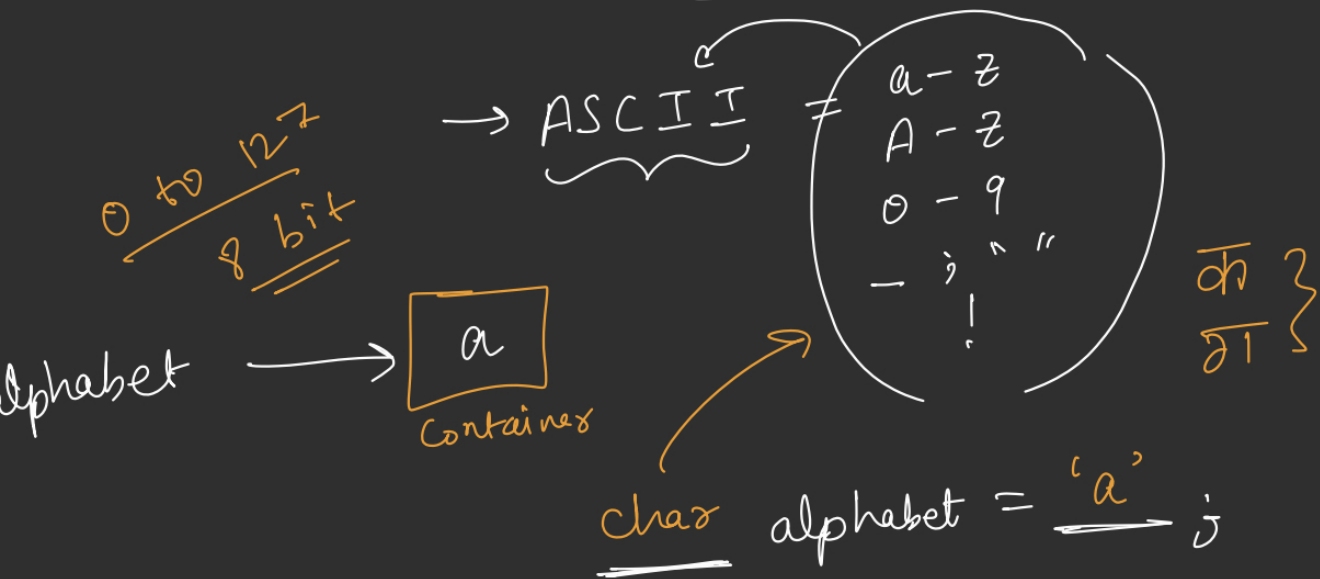 → ASCII = a - z
A - Z
0 - 9
_ ; " "
!
0 to 127
8 bit
क
ग
}
alphabet → a
Container
char alphabet = 'a' ;